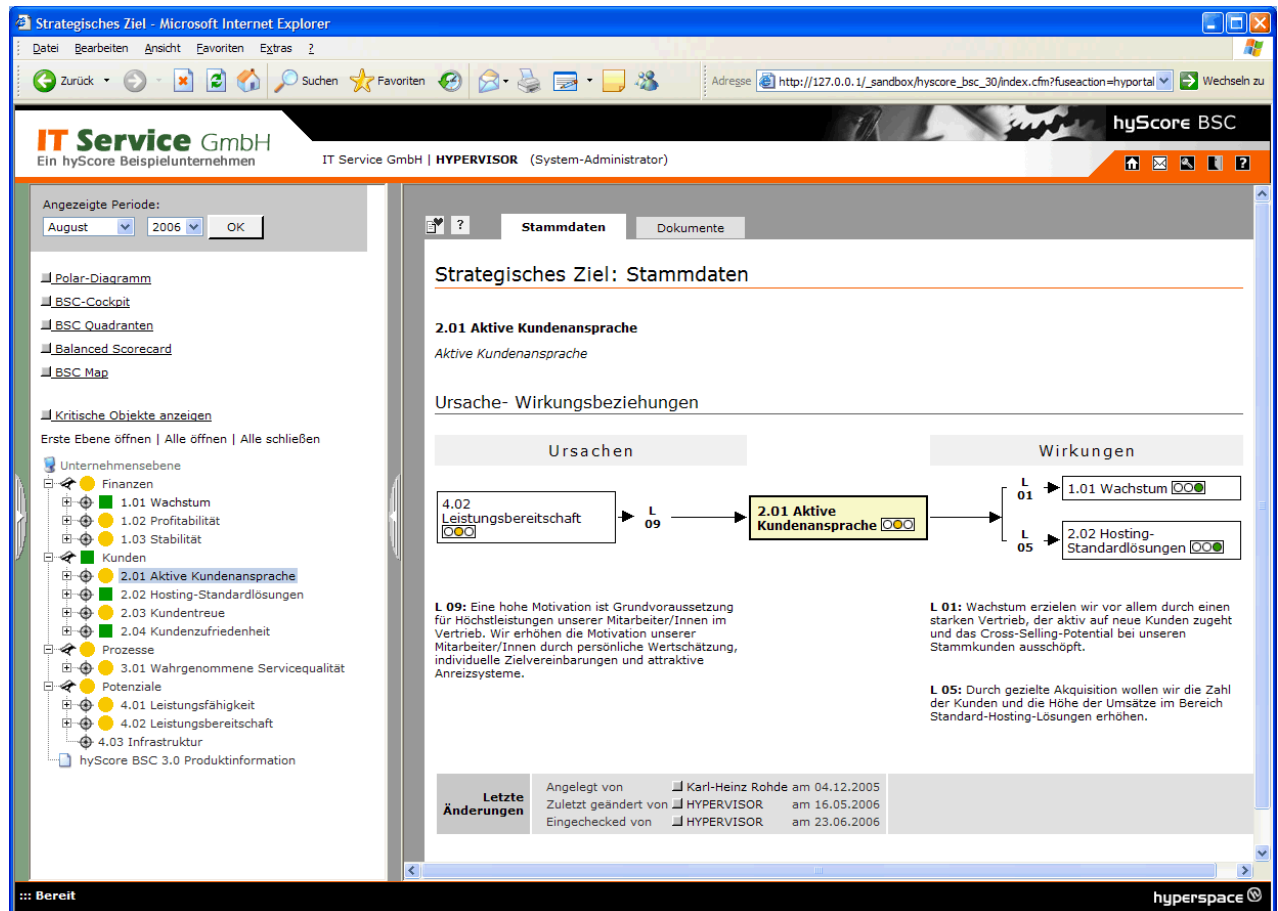 Strategisches Ziel - Microsoft Internet Explorer
Datei Bearbeiten Ansicht Favoriten Extras ?
Zurück Suchen Favoriten Adresse http://127.0.0.1/_sandbox/hyscore_bsc_30/index.cfm?fuseaction=hyportal Wechseln zu
hyScore BSC
IT Service GmbH
Ein hyScore Beispielunternehmen
IT Service GmbH | HYPERVISOR (System-Administrator)
Angezeigte Periode:
August 2006 OK
Polar-Diagramm
BSC-Cockpit
BSC Quadranten
Balanced Scorecard
BSC Map
Kritische Objekte anzeigen
Erste Ebene öffnen | Alle öffnen | Alle schließen
Unternehmensebene
Finanzen
1.01 Wachstum
1.02 Profitabilität
1.03 Stabilität
Kunden
2.01 Aktive Kundenansprache
2.02 Hosting-Standardlösungen
2.03 Kundentreue
2.04 Kundenzufriedenheit
Prozesse
3.01 Wahrgenommene Servicequalität
Potenziale
4.01 Leistungsfähigkeit
4.02 Leistungsbereitschaft
4.03 Infrastruktur
hyScore BSC 3.0 Produktinformation
? Stammdaten Dokumente
Strategisches Ziel: Stammdaten
2.01 Aktive Kundenansprache
Aktive Kundenansprache
Ursache- Wirkungsbeziehungen
Ursachen
Wirkungen
4.02
Leistungsbereitschaft
L
09
2.01 Aktive
Kundenansprache
L
01
1.01 Wachstum
L
05
2.02 Hosting-
Standardlösungen
L 09: Eine hohe Motivation ist Grundvoraussetzung
für Höchstleistungen unserer Mitarbeiter/Innen im
Vertrieb. Wir erhöhen die Motivation unserer
Mitarbeiter/Innen durch persönliche Wertschätzung,
individuelle Zielvereinbarungen und attraktive
Anreizsysteme.
L 01: Wachstum erzielen wir vor allem durch einen
starken Vertrieb, der aktiv auf neue Kunden zugeht
und das Cross-Selling-Potential bei unseren
Stammkunden ausschöpft.
L 05: Durch gezielte Akquisition wollen wir die Zahl
der Kunden und die Höhe der Umsätze im Bereich
Standard-Hosting-Lösungen erhöhen.
Letzte
Änderungen
Angelegt von Karl-Heinz Rohde am 04.12.2005
Zuletzt geändert von HYPERVISOR am 16.05.2006
Eingechecked von HYPERVISOR am 23.06.2006
::: Bereit
hyperspace